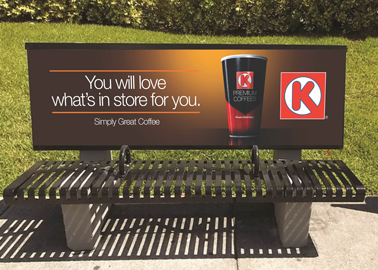 You will love
what's in store for you.
Simply Great Coffee
K
PREMIUM
COFFEE
K